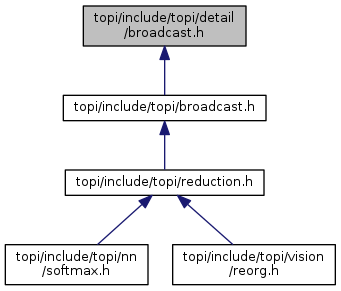 topi/include/topi/detail
/broadcast.h
topi/include/topi/broadcast.h
topi/include/topi/reduction.h
topi/include/topi/nn
/softmax.h
topi/include/topi/vision
/reorg.h